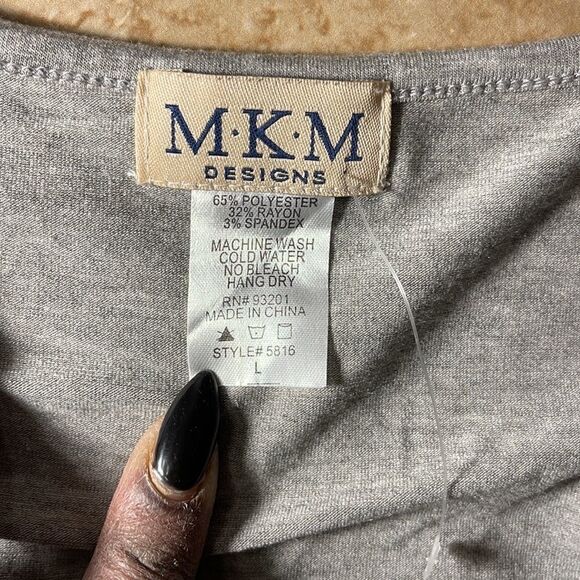 M·K·M
DESIGNS
65% POLYESTER
32% RAYON
3% SPANDEX
MACHINE WASH
COLD WATER
NO BLEACH
HANG DRY
RN# 93201
MADE IN CHINA
STYLE# 5816
L